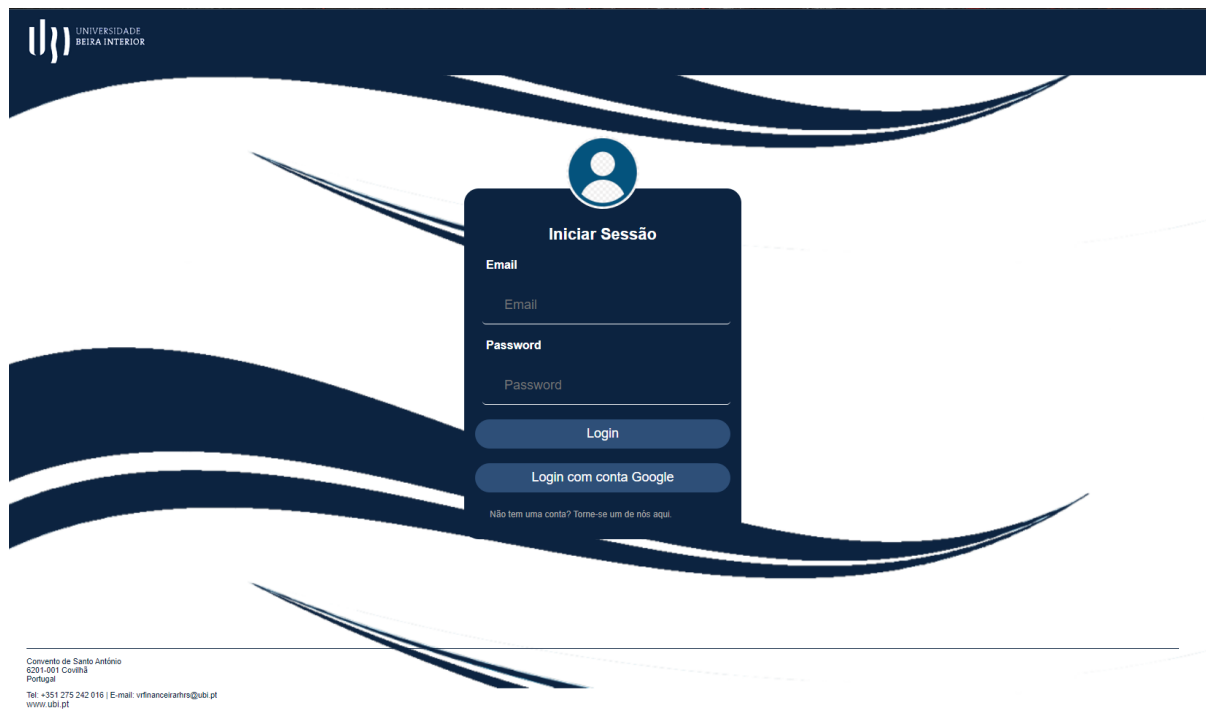 UNIVERSIDADE
BEIRA INTERIOR
Iniciar Sessão
Email
Email
Password
Password
Login
Login com conta Google
Não tem uma conta? Torne-se um de nós aqui.
Convento de Santo António
6201-001 Covilhã
Portugal
Tel: +351 275 242 016 | E-mail: vrfinanceirarhrs@ubi.pt
www.ubi.pt